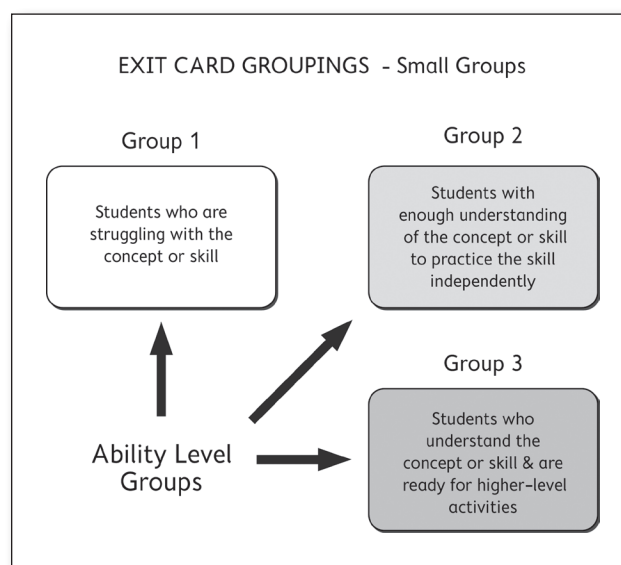 EXIT CARD GROUPINGS - Small Groups
Group 1
Students who are
struggling with the
concept or skill
Group 2
Students with
enough understanding
of the concept or skill
to practice the skill
independently
Group 3
Students who
understand the
concept or skill & are
ready for higher-level
activities
Ability Level
Groups